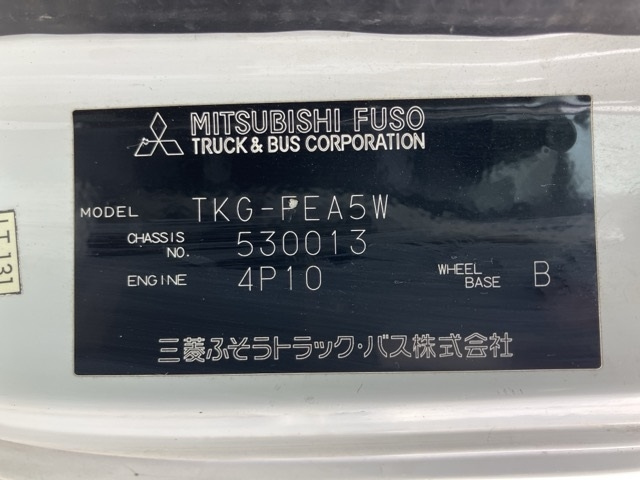 MITSUBISHI FUSO
TRUCK & BUS CORPORATION
MODEL TKG-FEA5W
CHASSIS NO. 530013
ENGINE 4P10 WHEEL BASE B
三菱ふそうトラック・バス株式会社
LT131